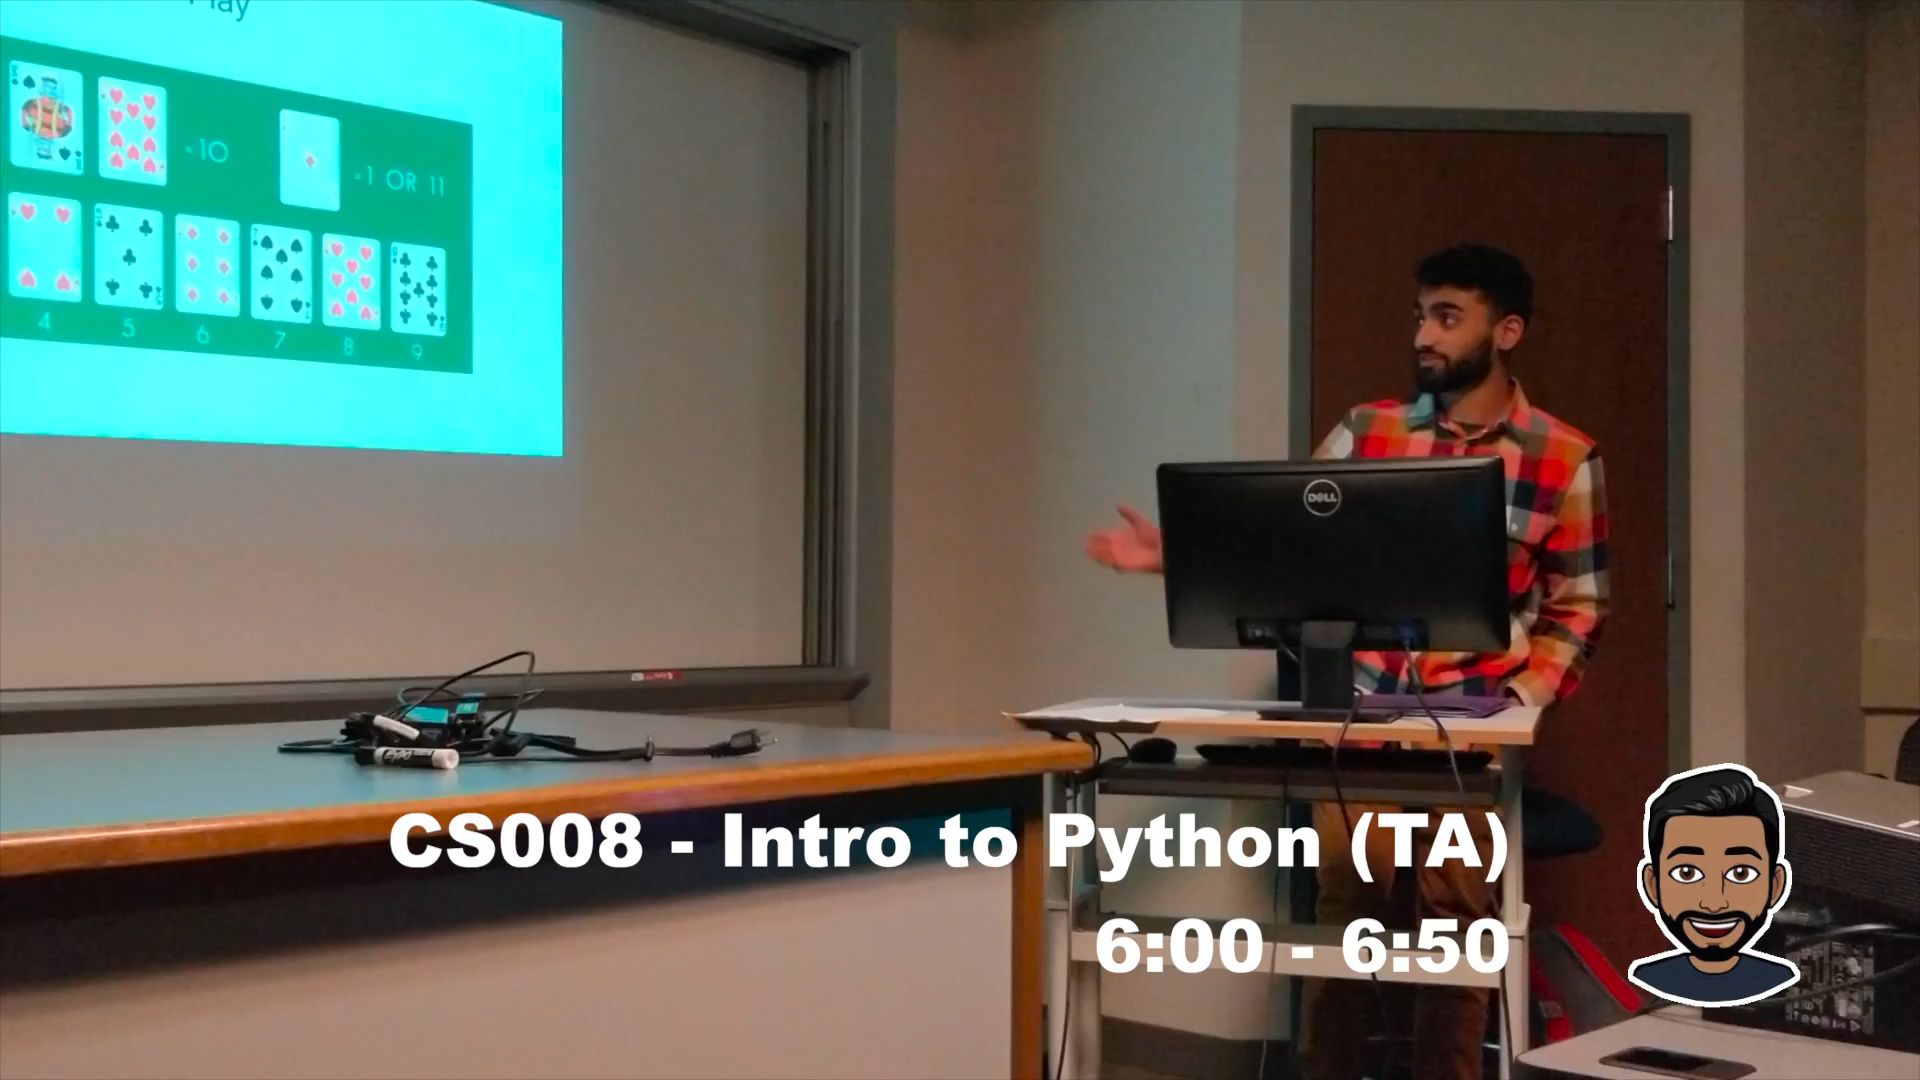 Play
=10
=1 OR 11
4 5 6 7 8 9
DELL
CS008 - Intro to Python (TA)
6:00 - 6:50